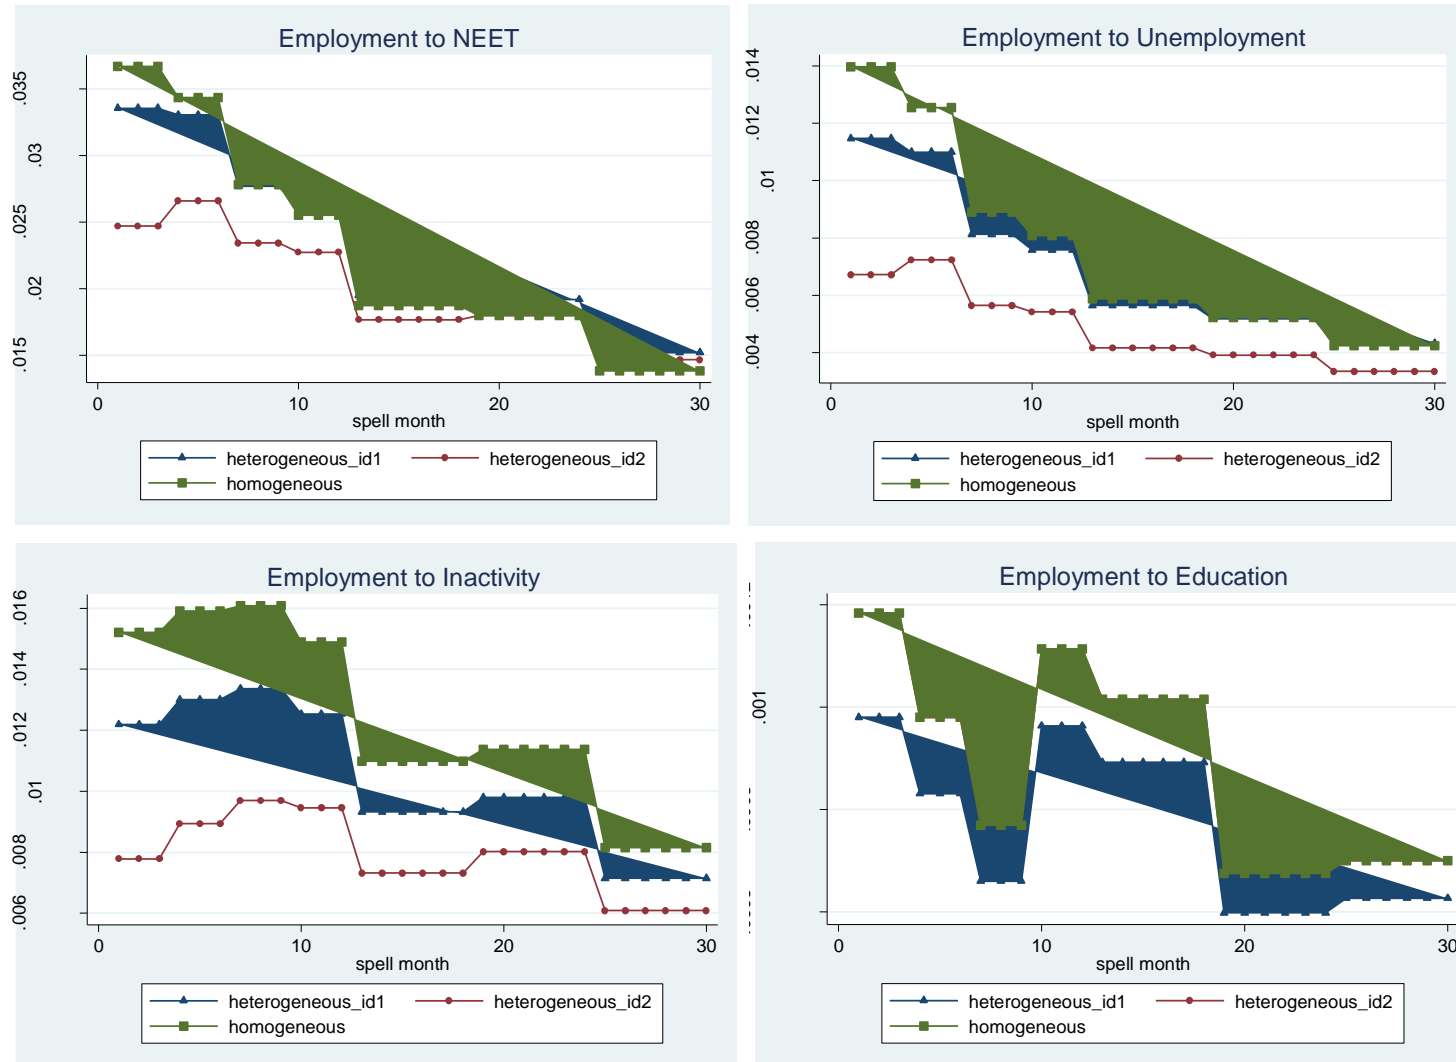 Employment to NEET
.035
.03
.025
.02
.015
0 10 20 30
spell month
heterogeneous_id1 heterogeneous_id2
homogeneous
Employment to Unemployment
.014
.012
.01
.008
.006
.004
0 10 20 30
spell month
heterogeneous_id1 heterogeneous_id2
homogeneous
Employment to Inactivity
.016
.014
.012
.01
.008
.006
0 10 20 30
spell month
heterogeneous_id1 heterogeneous_id2
homogeneous
Employment to Education
.001
0 10 20 30
spell month
heterogeneous_id1 heterogeneous_id2
homogeneous